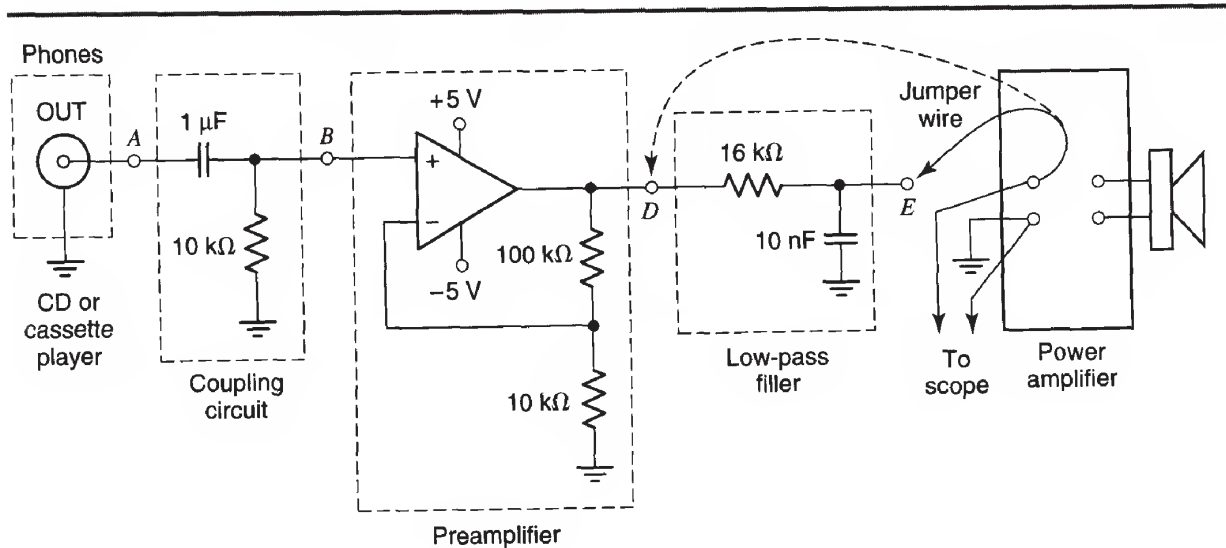 Phones
OUT
A
1 μF
B
10 kΩ
CD or
cassette
player
Coupling
circuit
+5 V
+
−
−5 V
100 kΩ
10 kΩ
Preamplifier
D
16 kΩ
10 nF
E
Low-pass
filler
Jumper
wire
To
scope
Power
amplifier